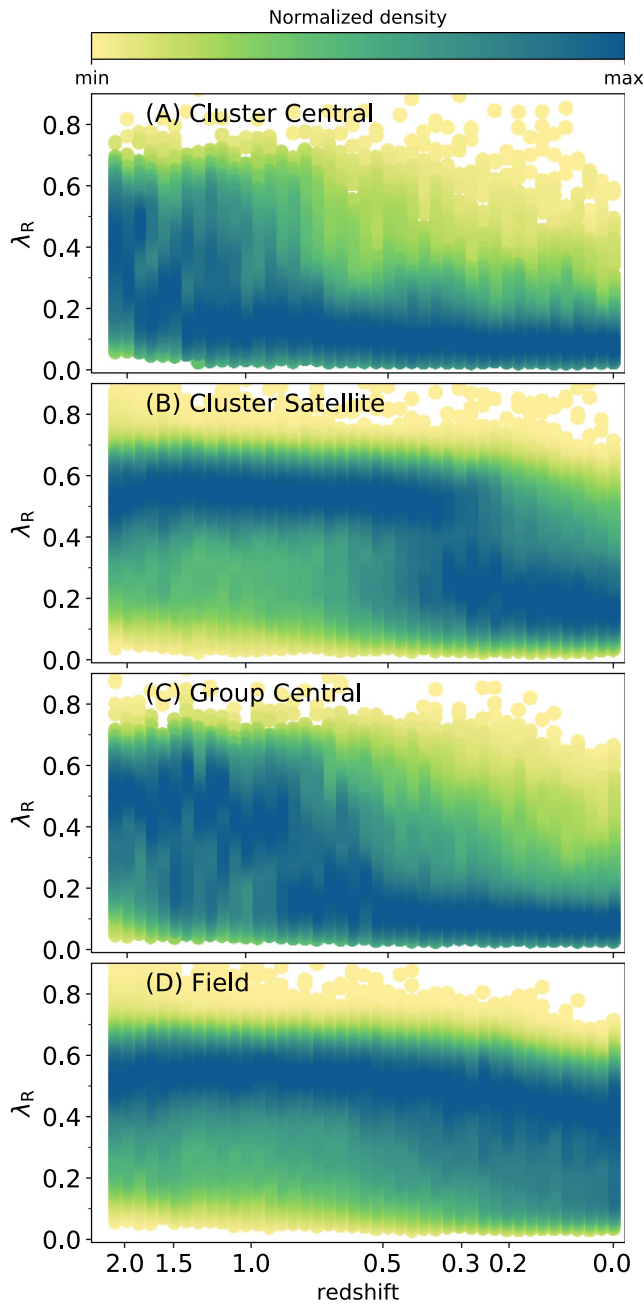 Normalized density
min max
(A) Cluster Central
0.8
0.6
λR
0.4
0.2
0.0
(B) Cluster Satellite
0.8
0.6
λR
0.4
0.2
0.0
(C) Group Central
0.8
0.6
λR
0.4
0.2
0.0
(D) Field
0.8
0.6
λR
0.4
0.2
0.0
2.0 1.5 1.0 0.5 0.3 0.2 0.0
redshift